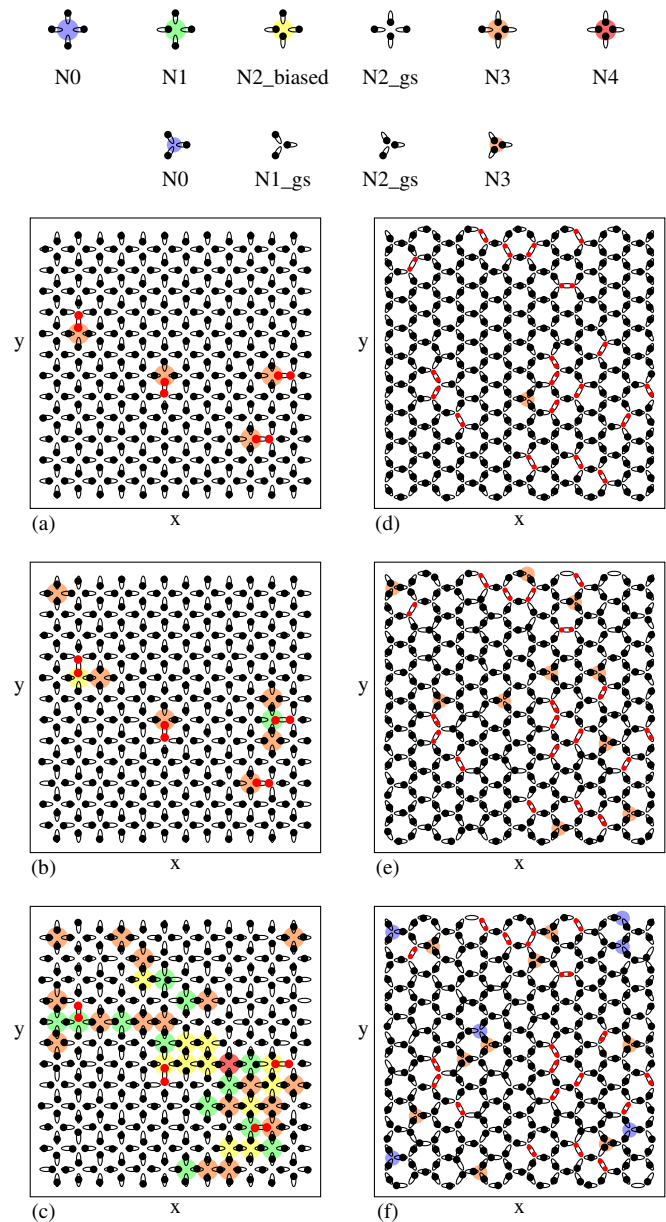 N0 N1 N2_biased N2_gs N3 N4
N0 N1_gs N2_gs N3
y y
(a) x (d) x
y y
(b) x (e) x
y y
(c) x (f) x